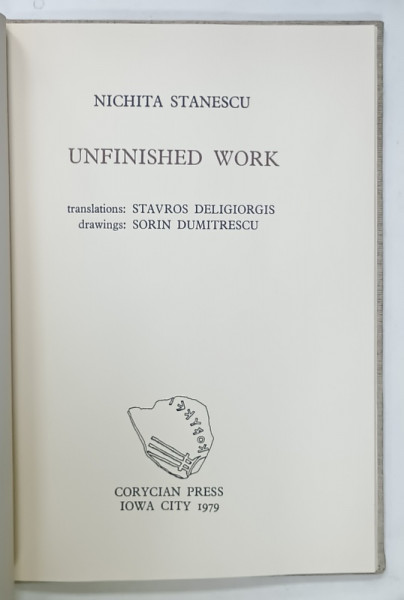 NICHITA STANESCU
UNFINISHED WORK
translations: STAVROS DELIGIORGIS
drawings: SORIN DUMITRESCU
CORYCIAN PRESS
IOWA CITY 1979